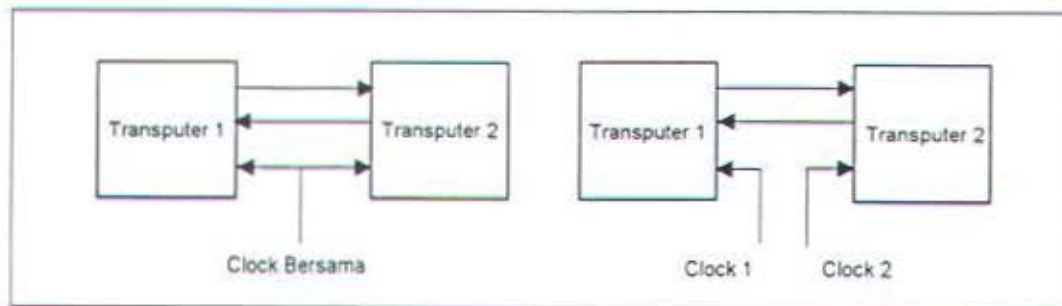 Transputer 1
Transputer 2
Clock Bersama
Transputer 1
Transputer 2
Clock 1
Clock 2